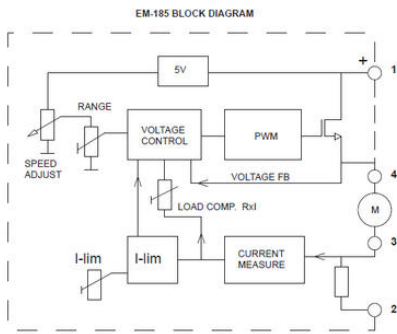 EM-185 BLOCK DIAGRAM
+
1
5V
RANGE
VOLTAGE
CONTROL
PWM
SPEED
ADJUST
VOLTAGE FB
4
LOAD COMP. RxI
M
I-lim
I-lim
CURRENT
MEASURE
3
2